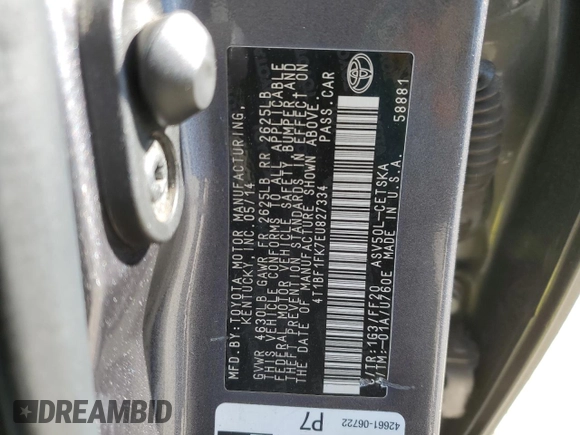 MFD.BY:TOYOTA MOTOR MANUFACTURING,
KENTUCKY, INC. 05/14
GVWR 4630LB GAWR FR 2625LB RR 2625LB
THIS VEHICLE CONFORMS TO ALL APPLICABLE
FEDERAL MOTOR VEHICLE SAFETY, BUMPER, AND
THEFT PREVENTION STANDARDS IN EFFECT ON
THE DATE OF MANUFACTURE SHOWN ABOVE.
4T1BF1FK7EU827334 PASS.CAR
C/TR:1G3/FF20 ASV50L-CETSKA
A/TM:-01A/U760E MADE IN U.S.A.
58881
42661-06722
P7
DREAMBID